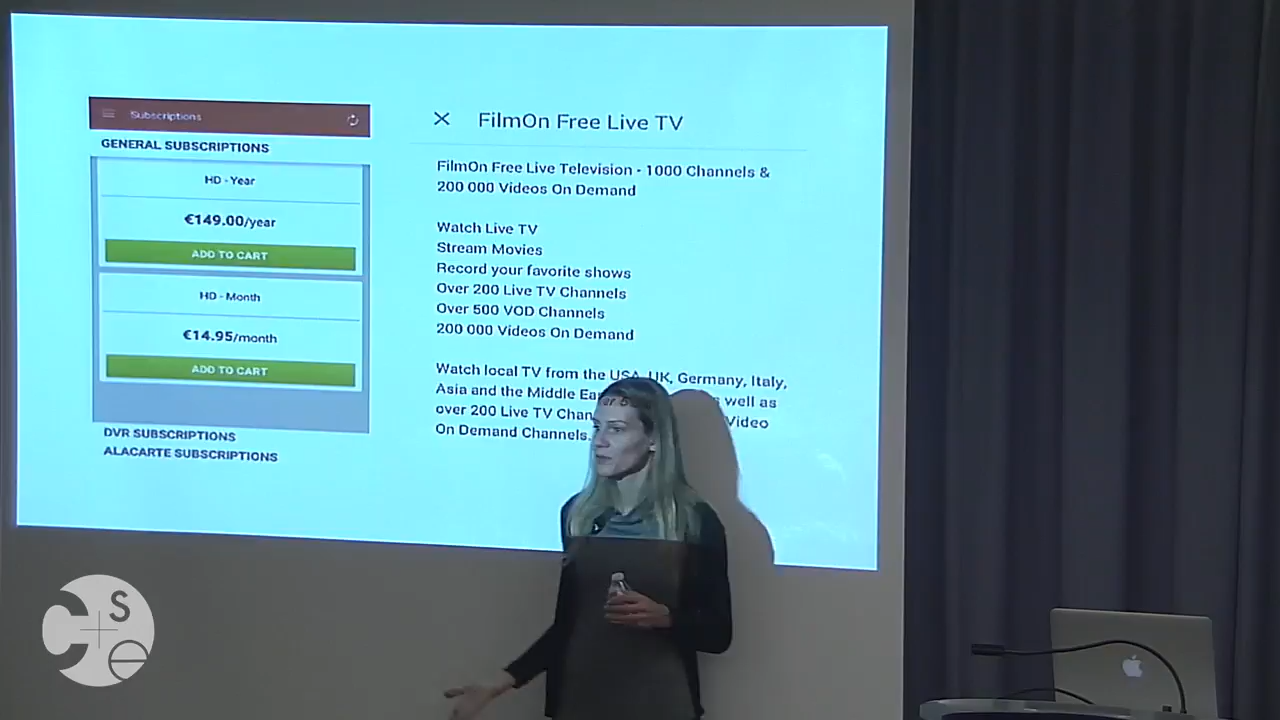 Subscriptions
GENERAL SUBSCRIPTIONS
HD - Year
€149.00/year
ADD TO CART
HD - Month
€14.95/month
ADD TO CART
DVR SUBSCRIPTIONS
ALACARTE SUBSCRIPTIONS
FilmOn Free Live TV
FilmOn Free Live Television - 1000 Channels &
200 000 Videos On Demand
Watch Live TV
Stream Movies
Record your favorite shows
Over 200 Live TV Channels
Over 500 VOD Channels
200 000 Videos On Demand
Watch local TV from the USA, UK, Germany, Italy,
Asia and the Middle well as
over 200 Live TV Video
On Demand Channels.
C+se